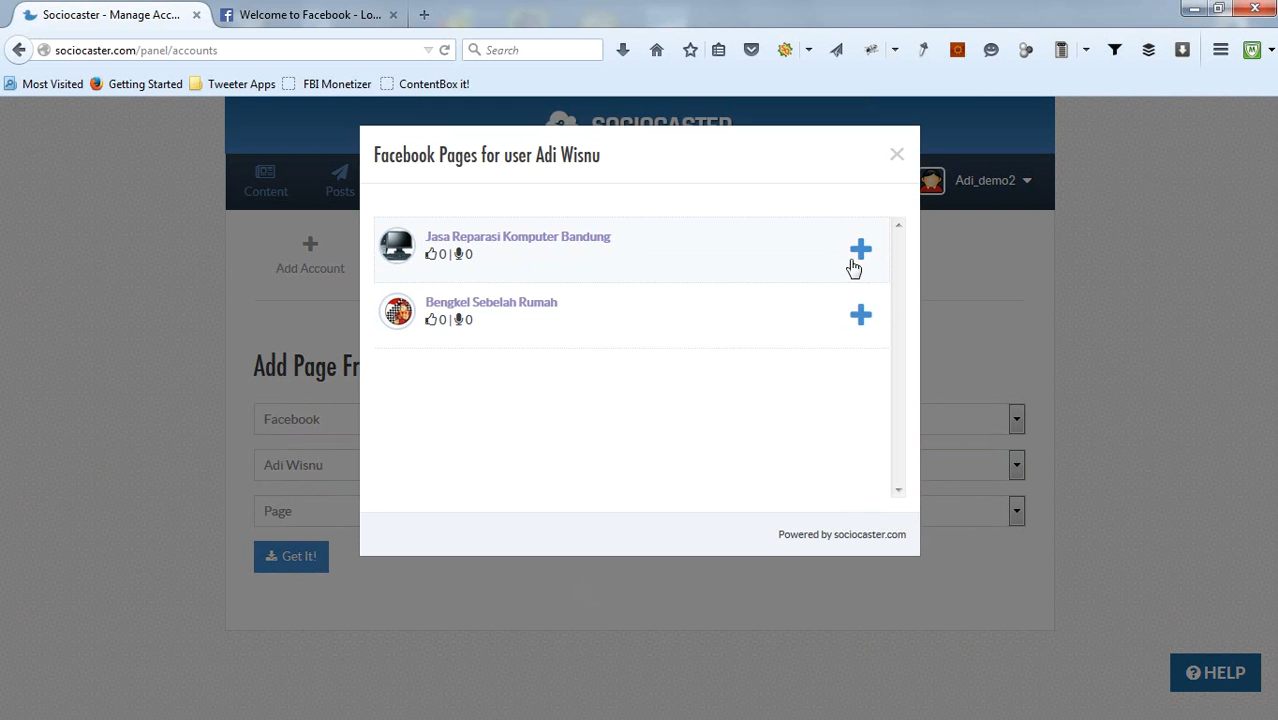 Sociocaster - Manage Acc...
Welcome to Facebook - Lo...
sociocaster.com/panel/accounts
Search
Most Visited
Getting Started
Tweeter Apps
FBI Monetizer
ContentBox it!
SOCIOCASTER
Content
Posts
Adi_demo2
Add Account
Facebook Pages for user Adi Wisnu
Jasa Reparasi Komputer Bandung
0 | 0
Bengkel Sebelah Rumah
0 | 0
Add Page Fr
Facebook
Adi Wisnu
Page
Get It!
Powered by sociocaster.com
HELP